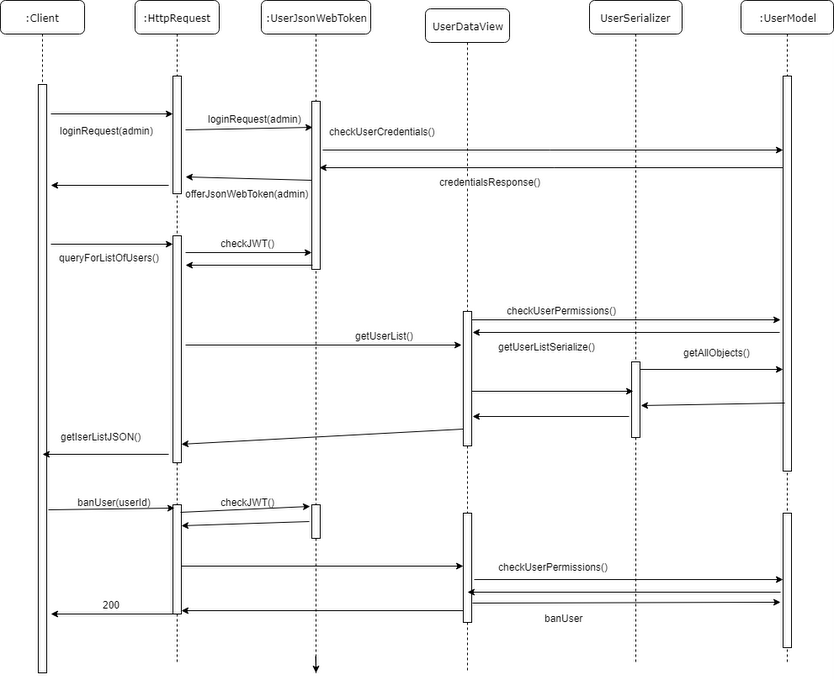 :Client
:HttpRequest
:UserJsonWebToken
UserDataView
UserSerializer
:UserModel
loginRequest(admin)
loginRequest(admin)
checkUserCredentials()
credentialsResponse()
offerJsonWebToken(admin)
queryForListOfUsers()
checkJWT()
checkUserPermissions()
getUserList()
getUserListSerialize()
getAllObjects()
getIserListJSON()
banUser(userId)
checkJWT()
checkUserPermissions()
200
banUser